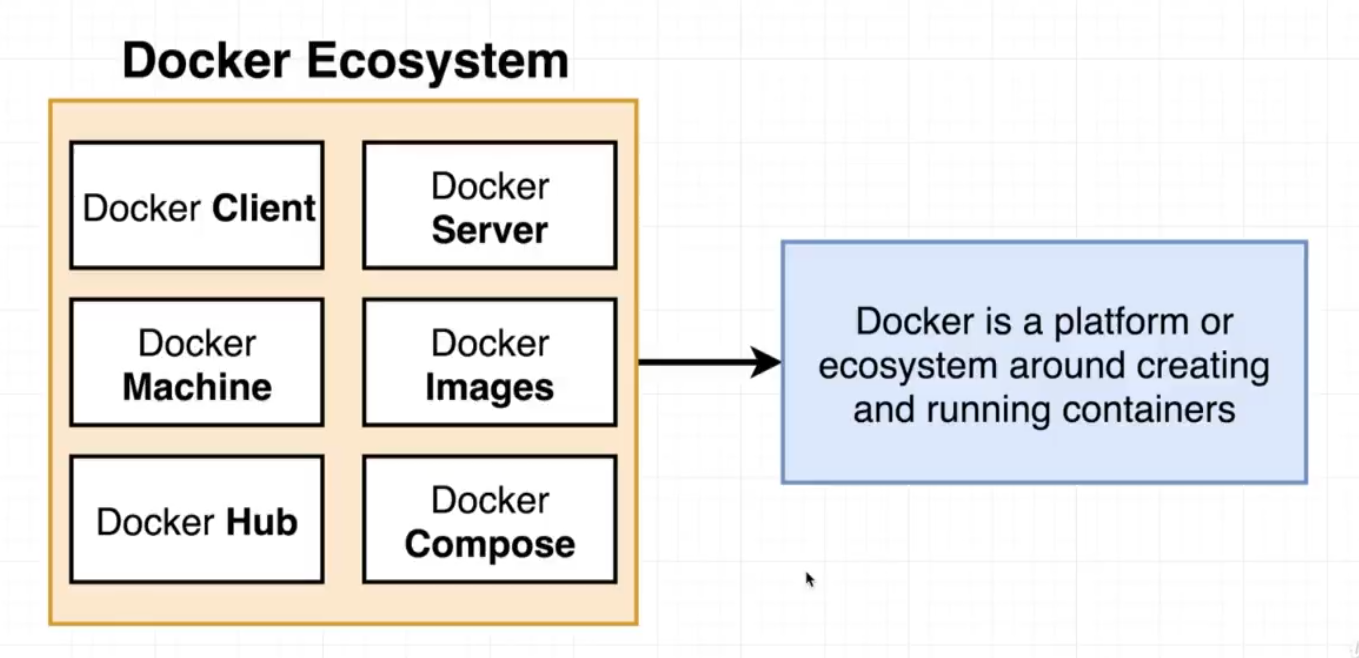 Docker Ecosystem
Docker Client
Docker
Server
Docker
Machine
Docker
Images
Docker Hub
Docker
Compose
Docker is a platform or
ecosystem around creating
and running containers